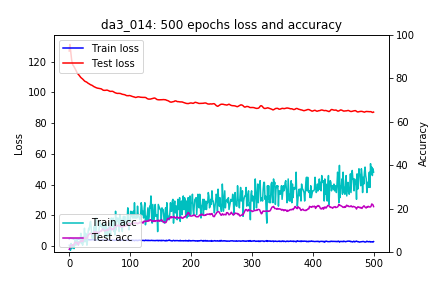 da3_014: 500 epochs loss and accuracy
Train loss
Test loss
Train acc
Test acc
Loss
Accuracy
120
100
80
60
40
20
0
100
80
60
40
20
0
0
100
200
300
400
500